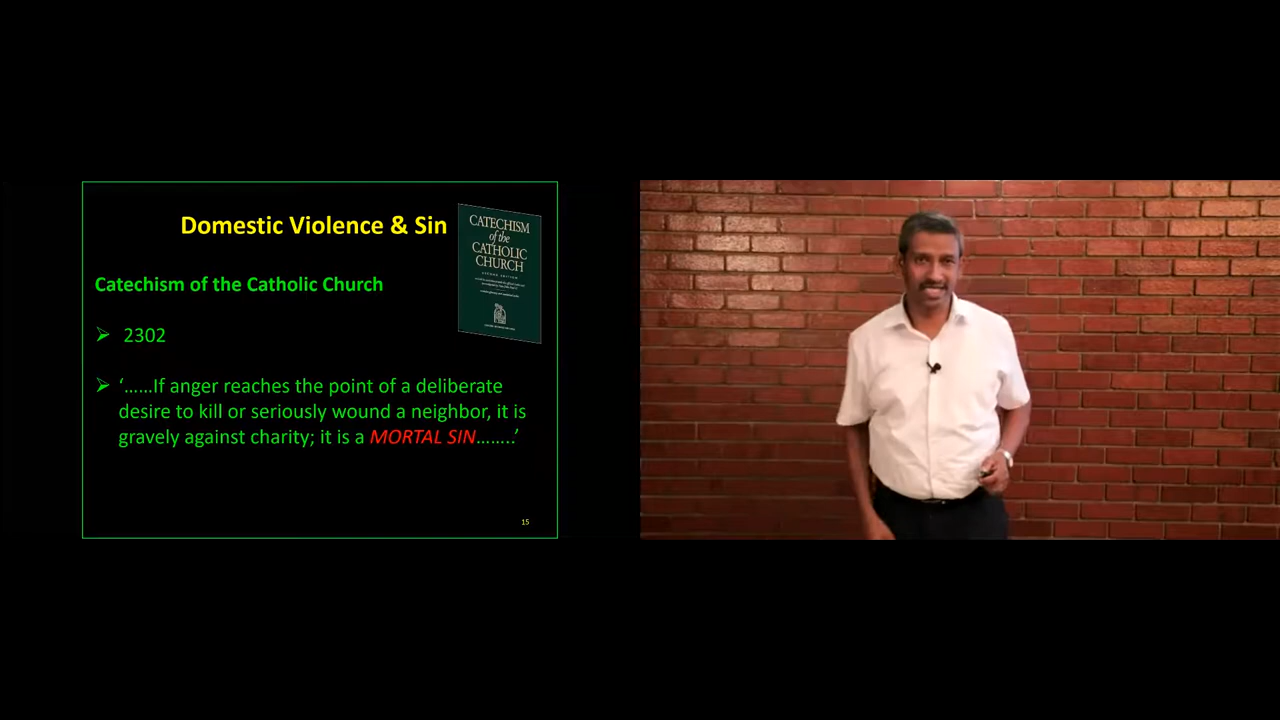 Domestic Violence & Sin
CATECHISM
of the
CATHOLIC
CHURCH
SECOND EDITION
Catechism of the Catholic Church
➢ 2302
➢ ‘……If anger reaches the point of a deliberate
desire to kill or seriously wound a neighbor, it is
gravely against charity; it is a MORTAL SIN……..’
15